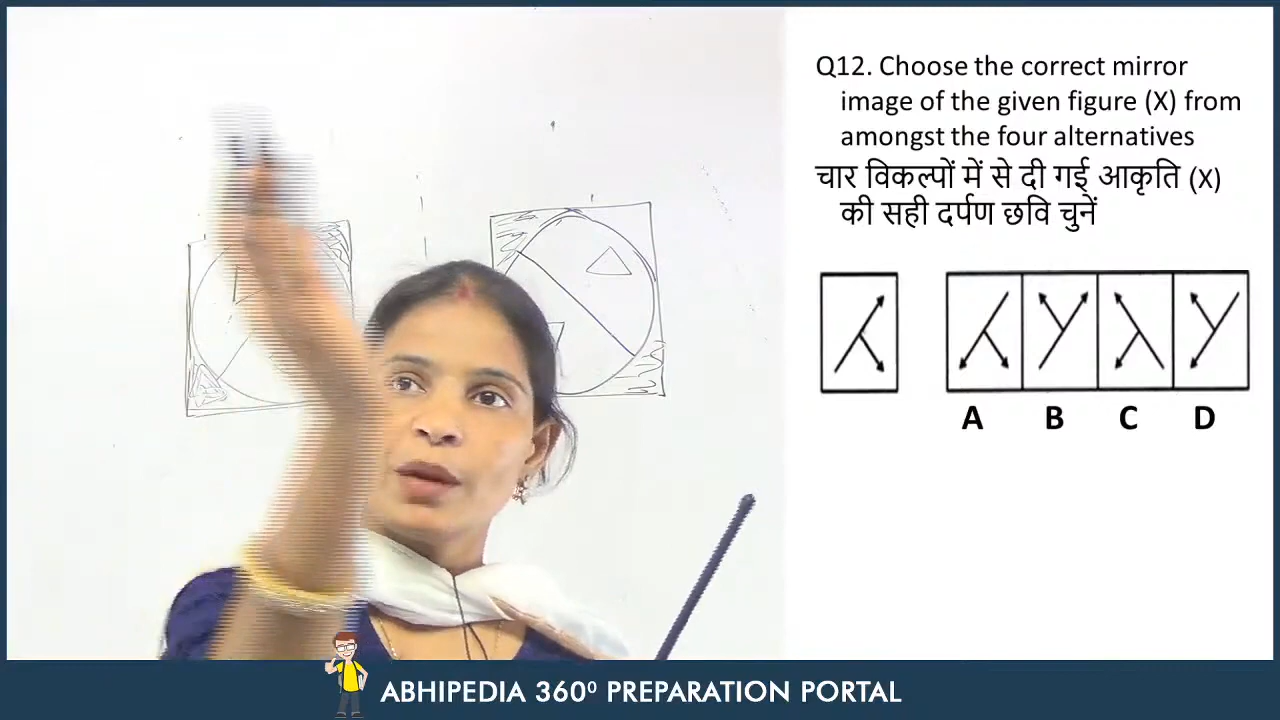 Q12. Choose the correct mirror
image of the given figure (X) from
amongst the four alternatives
चार विकल्पों में से दी गई आकृति (X)
की सही दर्पण छवि चुनें
A B C D
ABHIPEDIA 360⁰ PREPARATION PORTAL